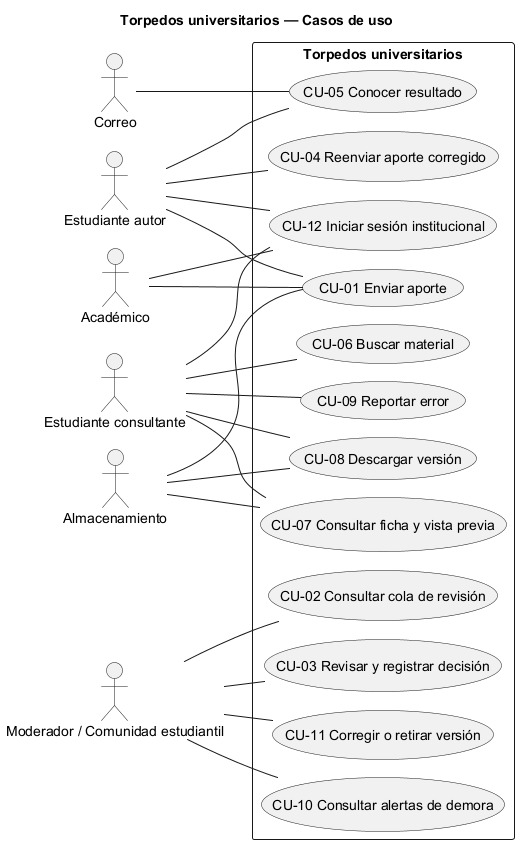 Torpedos universitarios — Casos de uso
Torpedos universitarios
Correo
CU-05 Conocer resultado
Estudiante autor
CU-04 Reenviar aporte corregido
CU-12 Iniciar sesión institucional
Académico
CU-01 Enviar aporte
CU-06 Buscar material
Estudiante consultante
CU-09 Reportar error
CU-08 Descargar versión
Almacenamiento
CU-07 Consultar ficha y vista previa
CU-02 Consultar cola de revisión
CU-03 Revisar y registrar decisión
Moderador / Comunidad estudiantil
CU-11 Corregir o retirar versión
CU-10 Consultar alertas de demora